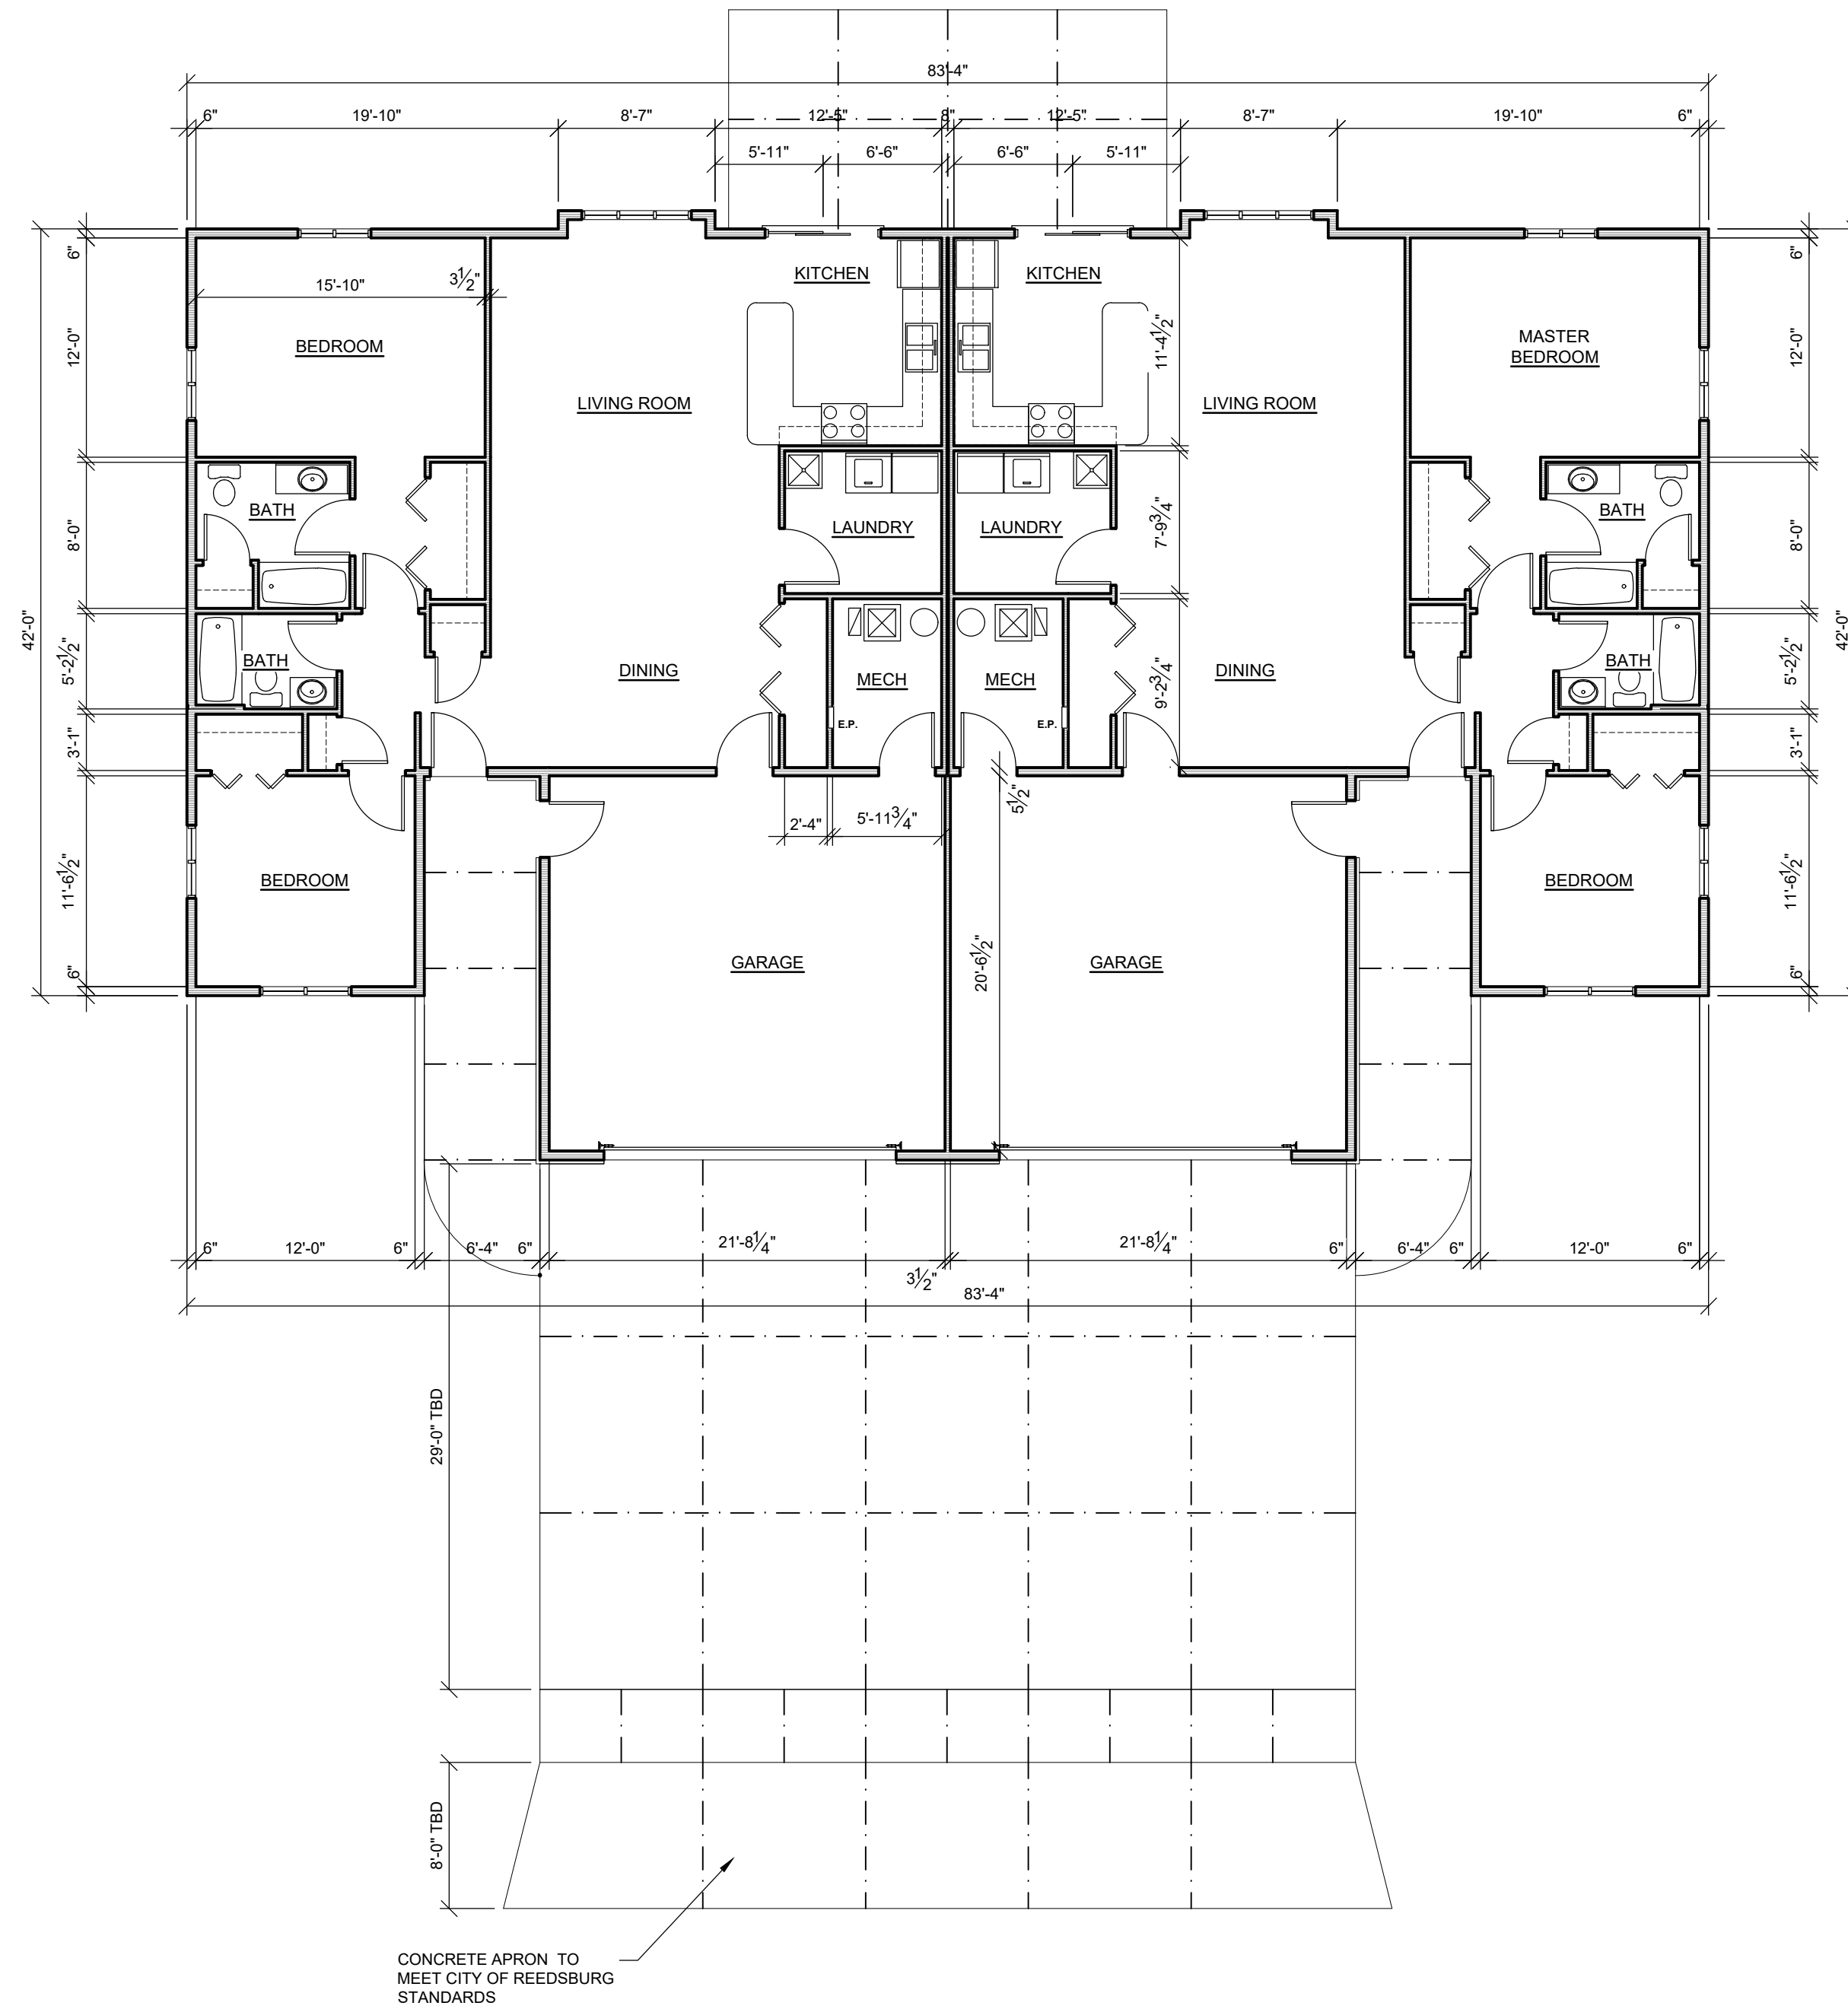 83'-4"
6" 19'-10" 8'-7" 12'-5" 8" 12'-5" 8'-7" 19'-10" 6"
5'-11" 6'-6" 6'-6" 5'-11"
6" 6"
KITCHEN KITCHEN
15'-10" 3½"
12'-0" 11'-4½" 12'-0"
BEDROOM MASTER
BEDROOM
LIVING ROOM LIVING ROOM
BATH BATH
LAUNDRY LAUNDRY
8'-0" 7'-9¾" 8'-0"
42'-0" 42'-0"
BATH BATH
5'-2½" 5'-2½"
DINING MECH MECH DINING
9'-2¾"
E.P. E.P.
3'-1" 3'-1"
5½"
2'-4" 5'-11¾"
BEDROOM BEDROOM
11'-6½" 11'-6½"
GARAGE GARAGE
20'-6½"
6" 6"
6" 12'-0" 6" 6'-4" 6" 21'-8¼" 21'-8¼" 6" 6'-4" 6" 12'-0" 6"
3½"
83'-4"
29'-0" TBD
8'-0" TBD
CONCRETE APRON TO
MEET CITY OF REEDSBURG
STANDARDS